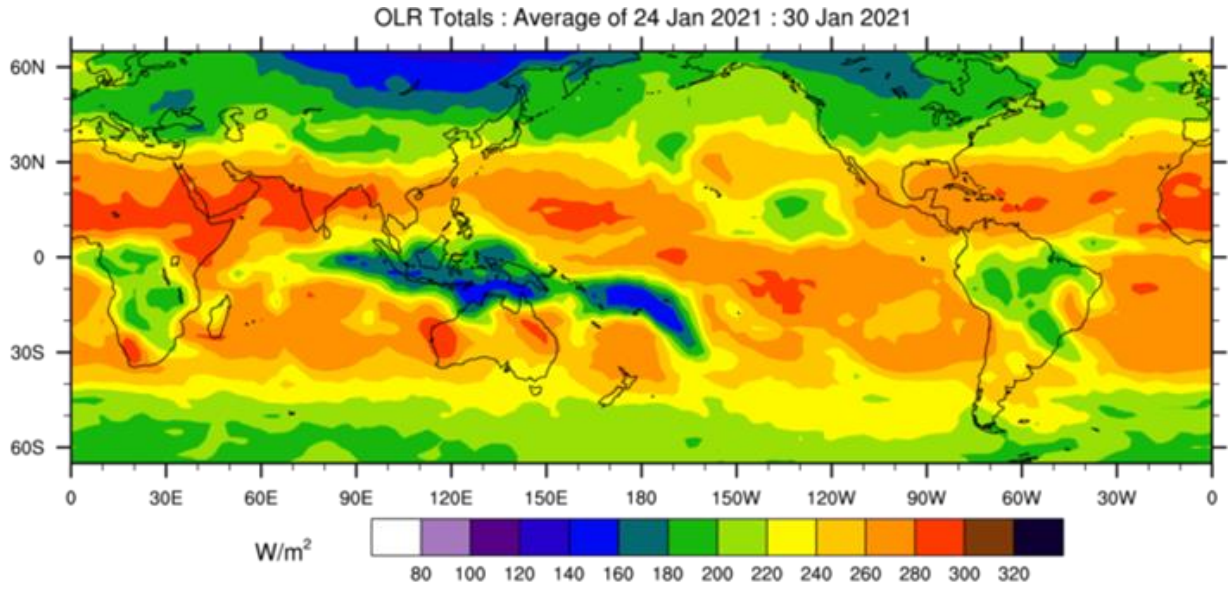 OLR Totals : Average of 24 Jan 2021 : 30 Jan 2021
60N
30N
0
30S
60S
0 30E 60E 90E 120E 150E 180 150W 120W 90W 60W 30W 0
W/m²
80 100 120 140 160 180 200 220 240 260 280 300 320